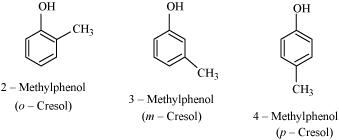 OH
CH₃
2 – Methylphenol
(o – Cresol)
OH
CH₃
3 – Methylphenol
(m – Cresol)
OH
CH₃
4 – Methylphenol
(p – Cresol)